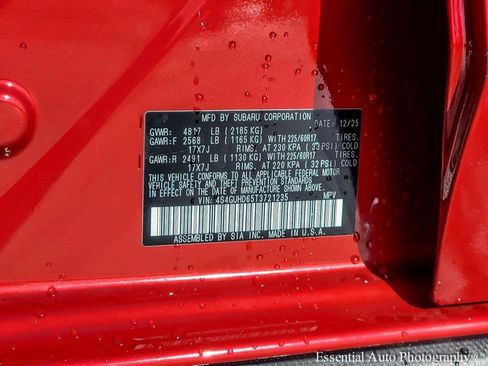 MFD BY SUBARU CORPORATION
DATE: 12/25
GVWR: 4817 LB (2185 KG)
GAWR:F 2568 LB (1165 KG) WITH 225/60R17 TIRES.
17X7J RIMS. AT 230 KPA (33 PSI) COLD
GAWR:R 2491 LB (1130 KG) WITH 225/60R17 TIRES.
17X7J RIMS. AT 220 KPA (32 PSI) COLD
THIS VEHICLE CONFORMS TO ALL APPLICABLE FEDERAL MOTOR
VEHICLE SAFETY AND THEFT PREVENTION STANDARDS
IN EFFECT ON THE DATE OF MANUFACTURE SHOWN ABOVE.
VIN: 4S4GUHD65T3721235 MPV
ASSEMBLED BY SIA INC. MADE IN U.S.A.
Essential Auto Photography ©